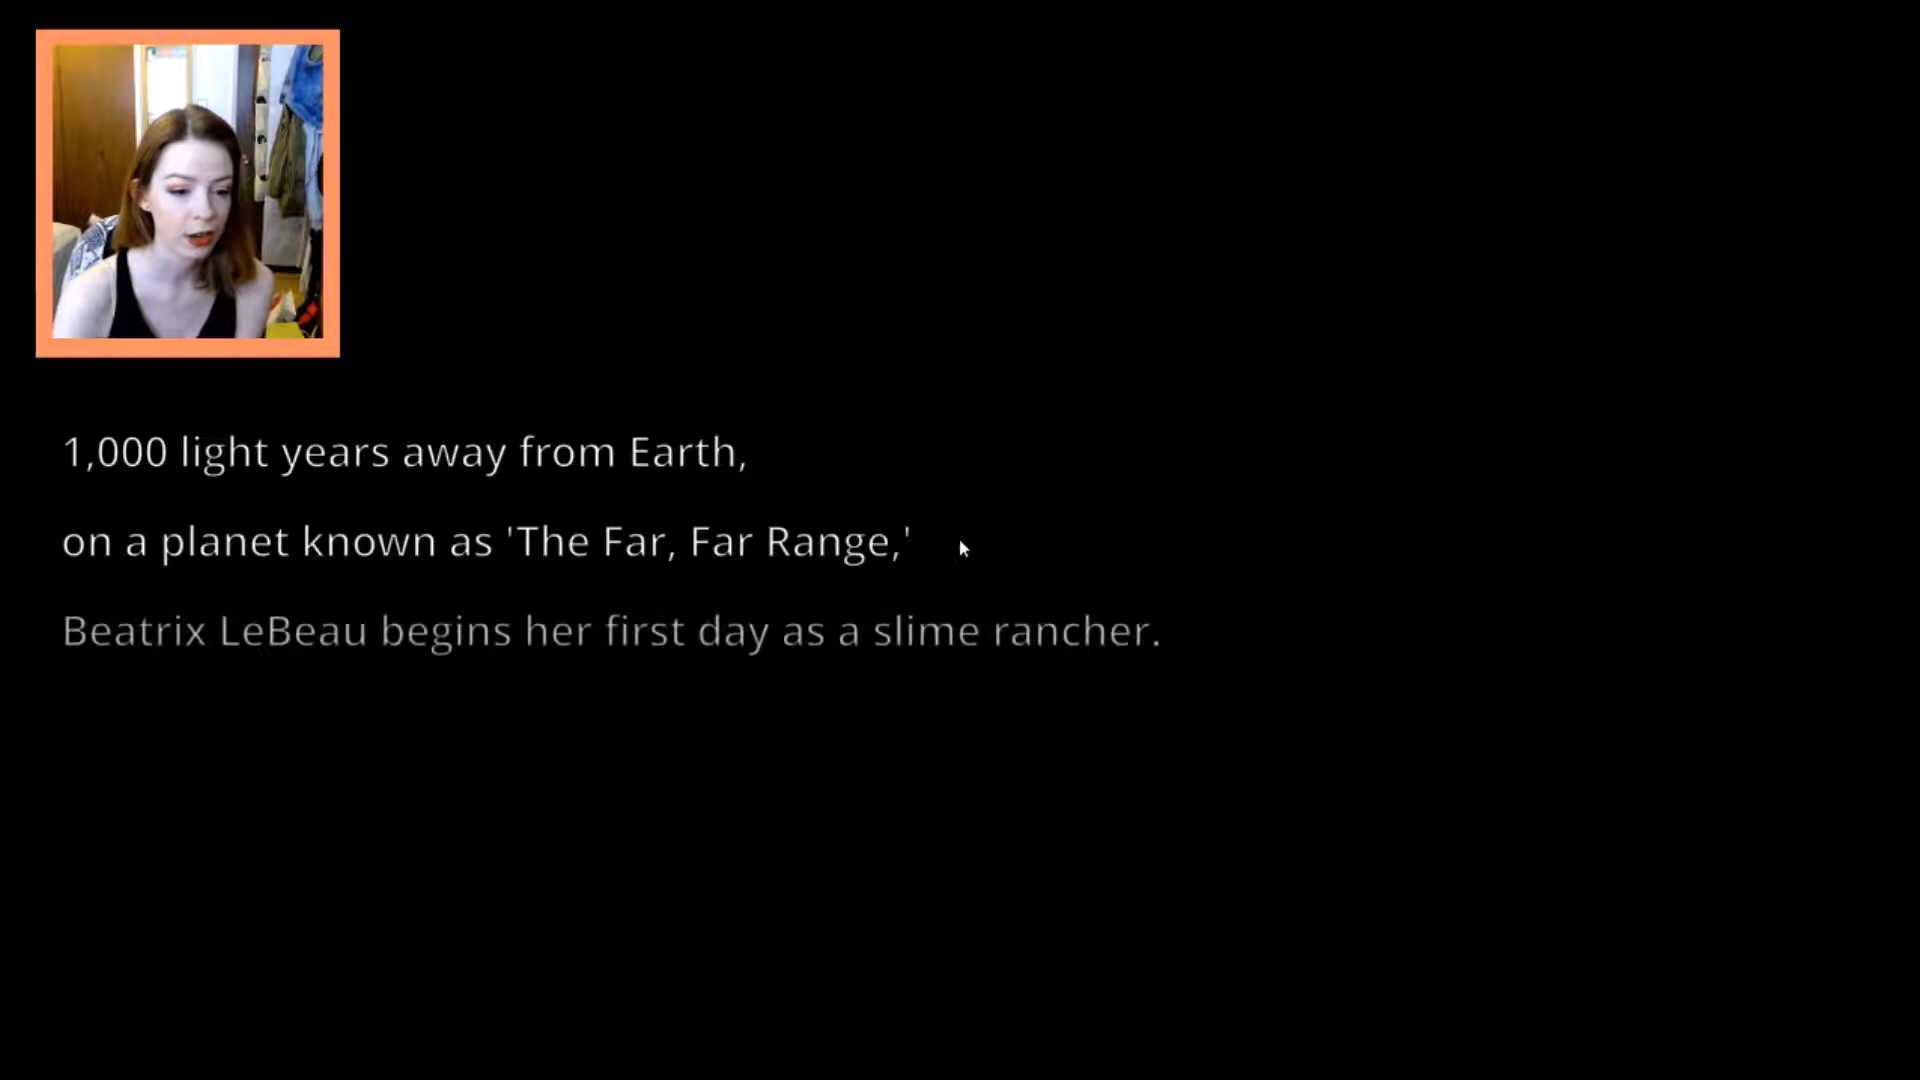 1,000 light years away from Earth,
on a planet known as 'The Far, Far Range,'
Beatrix LeBeau begins her first day as a slime rancher.